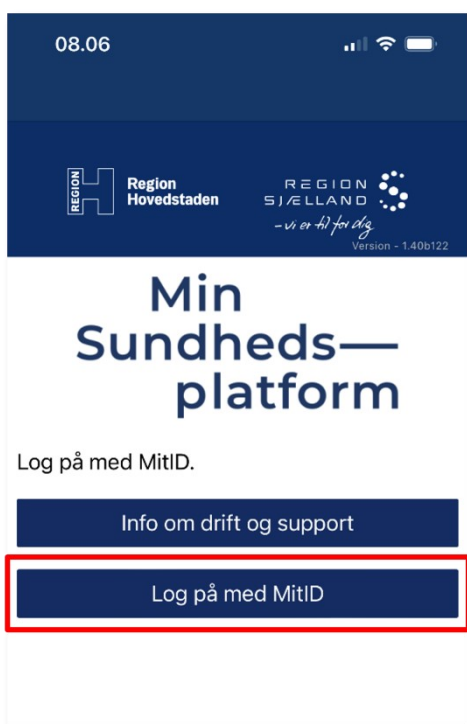 08.06
REGION
Region
Hovedstaden
REGION
SJÆLLAND
- vi er til for dig
Version - 1.40b122
Min
Sundheds—
platform
Log på med MitID.
Info om drift og support
Log på med MitID